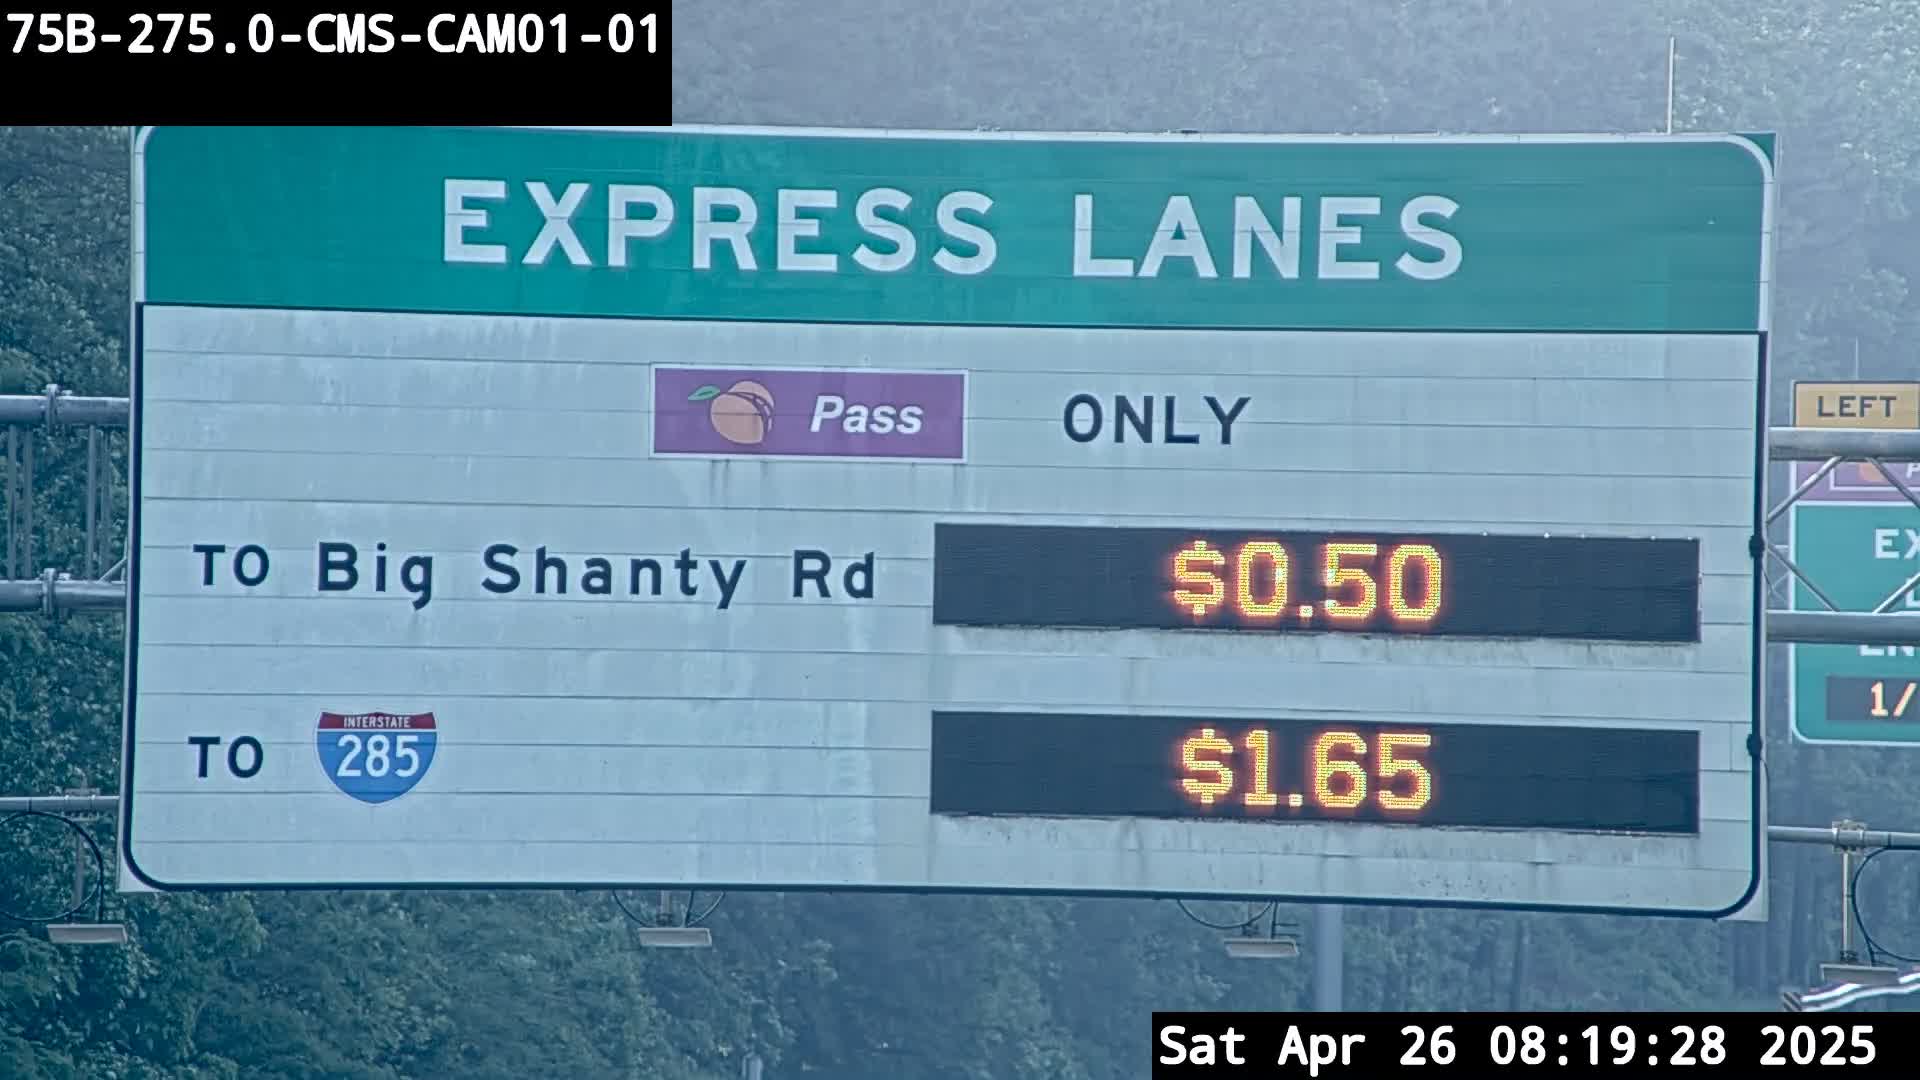 75B-275.0-CMS-CAM01-01
EXPRESS LANES
Pass ONLY
LEFT
TO Big Shanty Rd $0.50
TO INTERSTATE 285 $1.65
1/
Sat Apr 26 08:19:28 2025